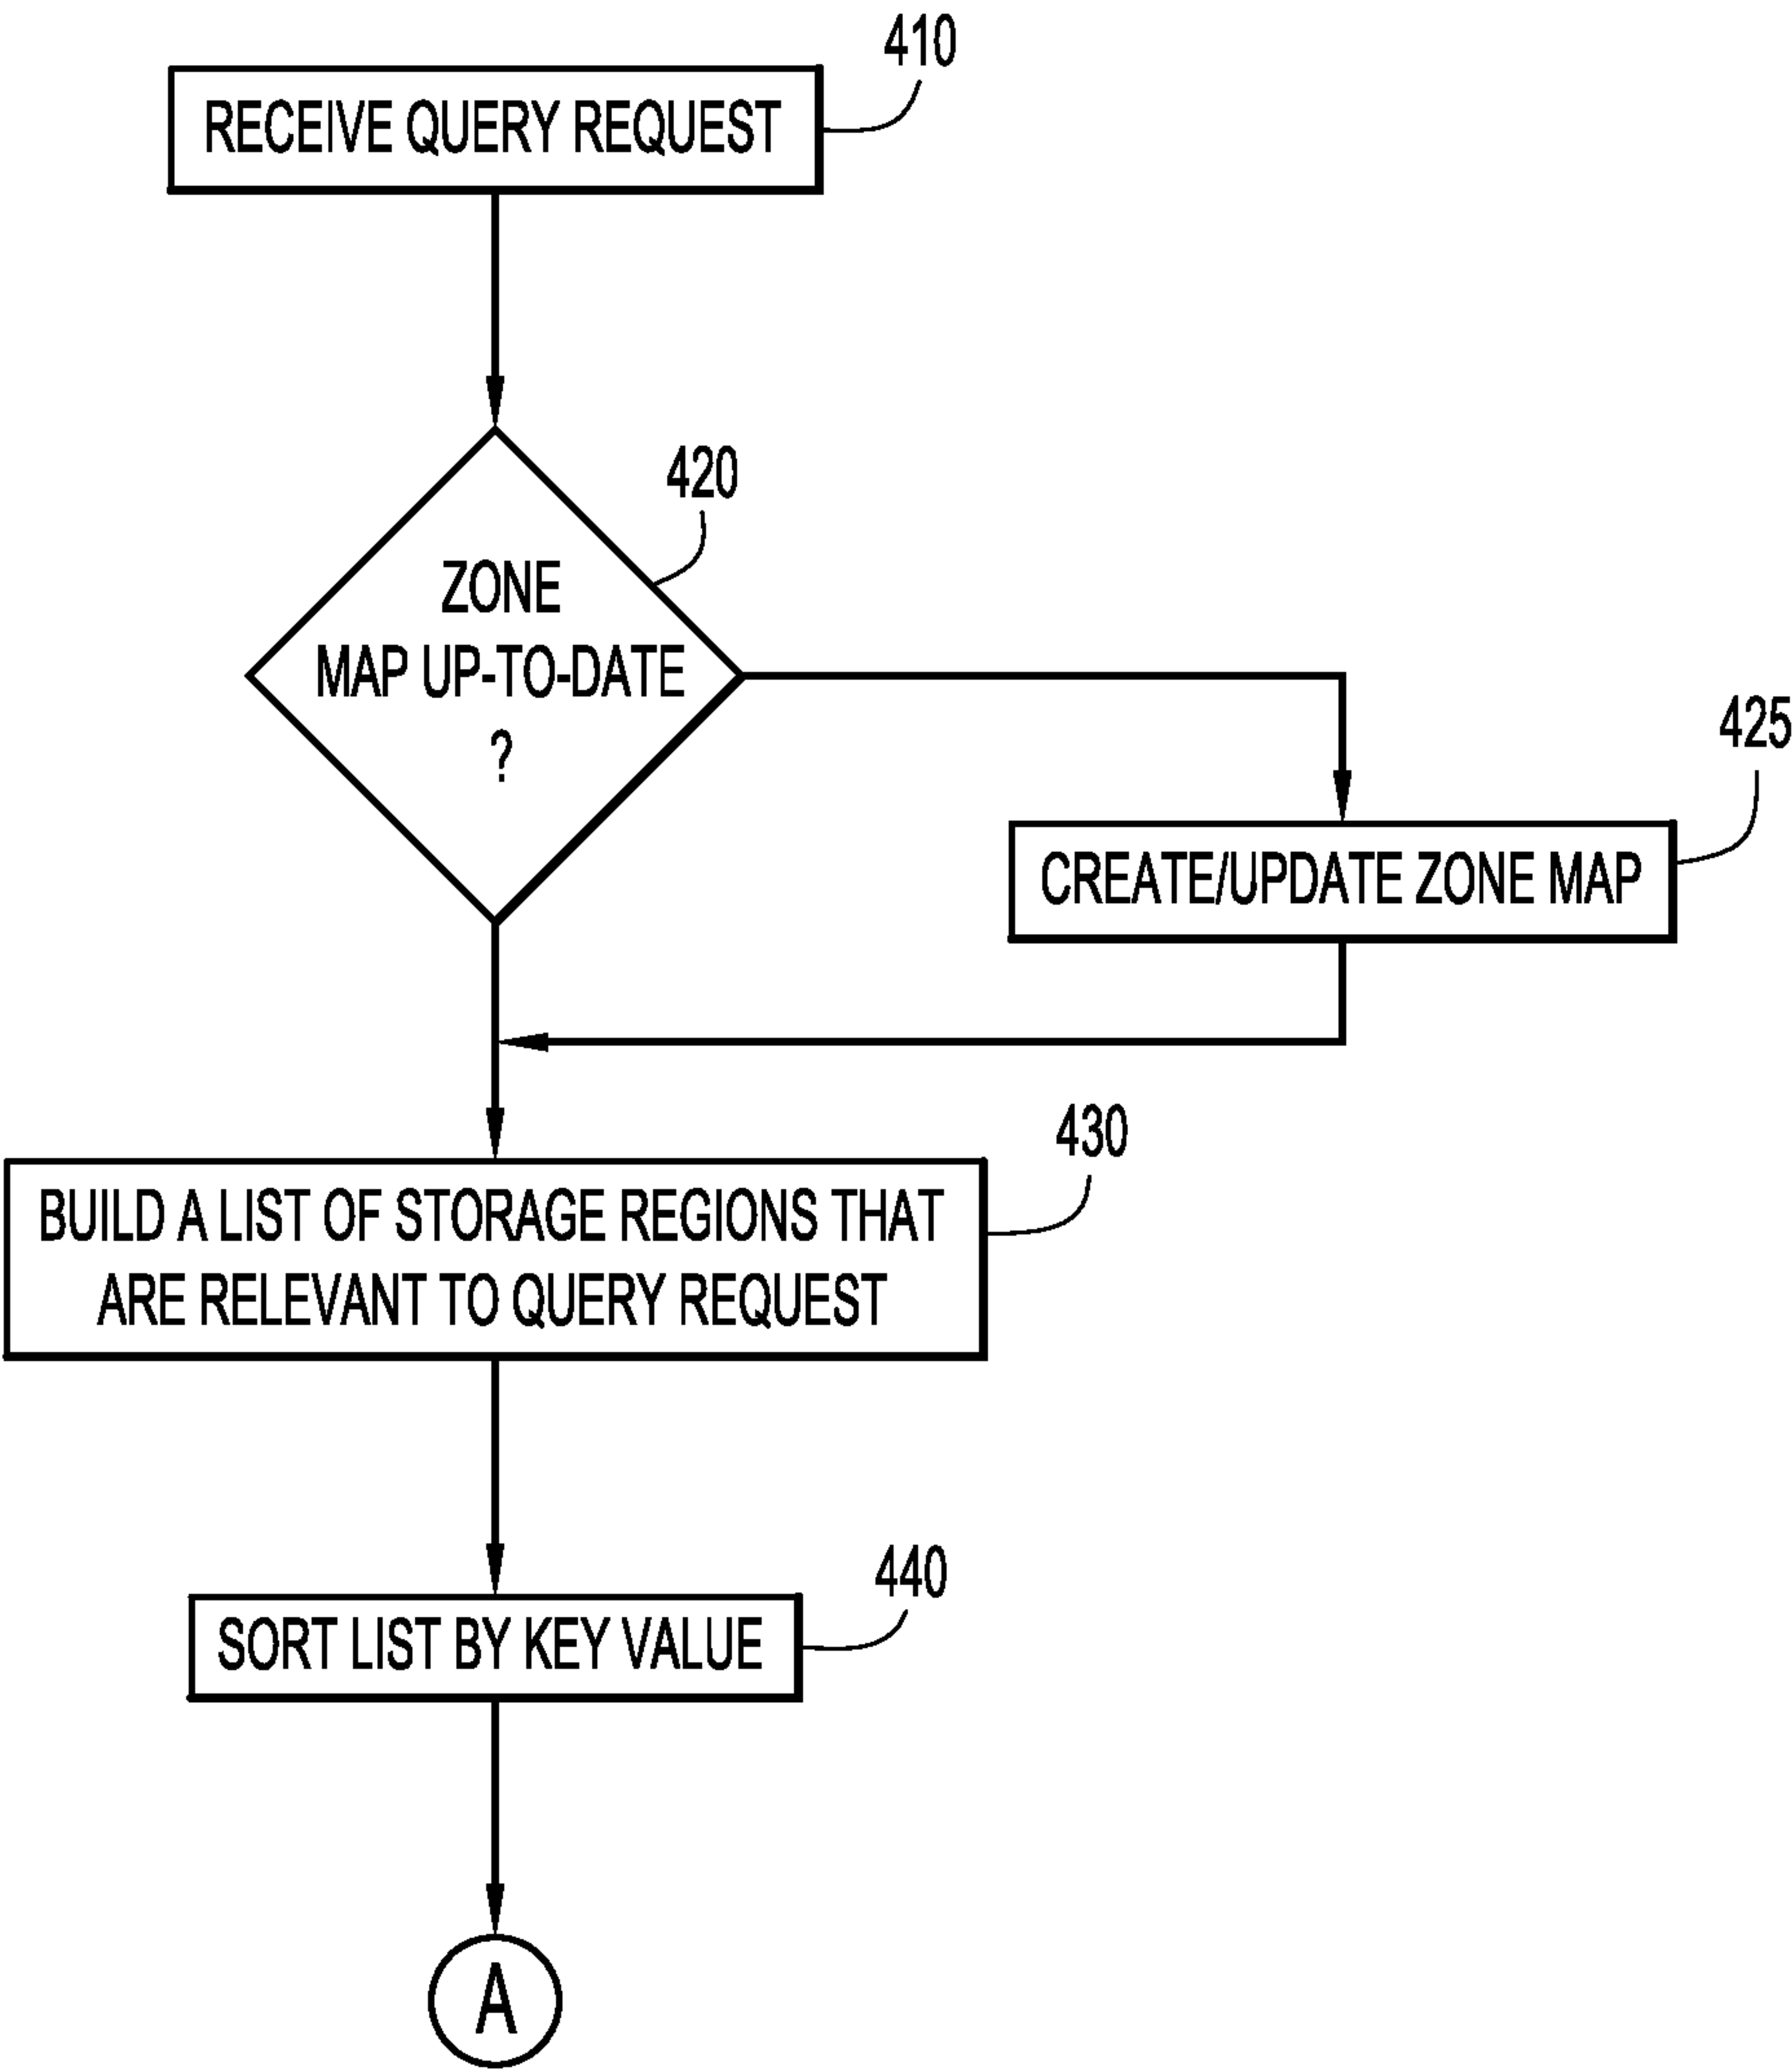 410
RECEIVE QUERY REQUEST
420
ZONE
MAP UP-TO-DATE
?
425
CREATE/UPDATE ZONE MAP
430
BUILD A LIST OF STORAGE REGIONS THAT
ARE RELEVANT TO QUERY REQUEST
440
SORT LIST BY KEY VALUE
A